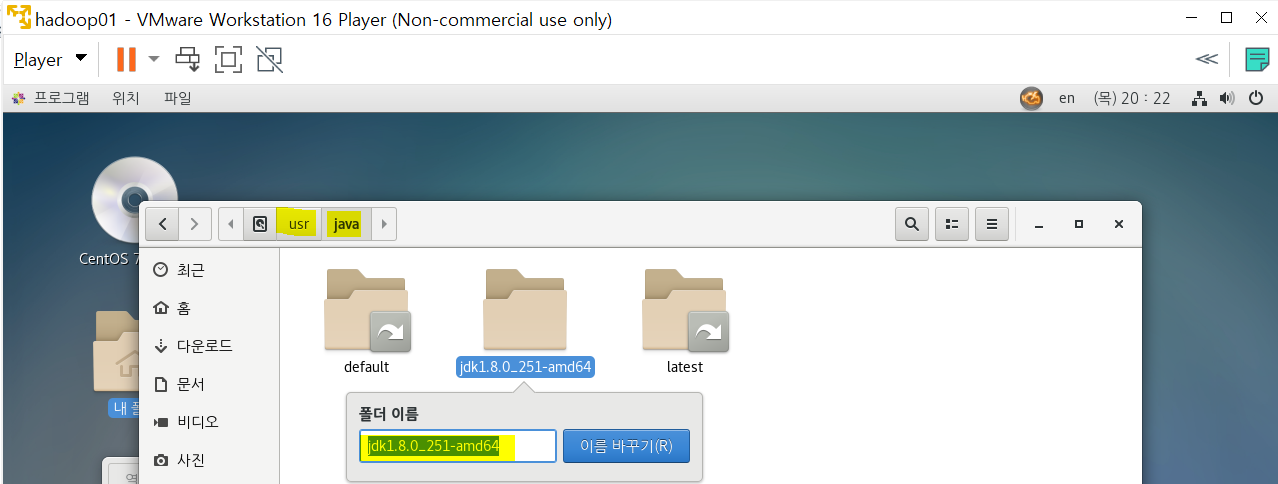 hadoop01 - VMware Workstation 16 Player (Non-commercial use only)
Player
프로그램 위치 파일 en (목) 20 : 22
usr java
CentOS 7
최근
홈
다운로드
문서
비디오
사진
default jdk1.8.0_251-amd64 latest
내
폴더 이름
jdk1.8.0_251-amd64 이름 바꾸기(R)